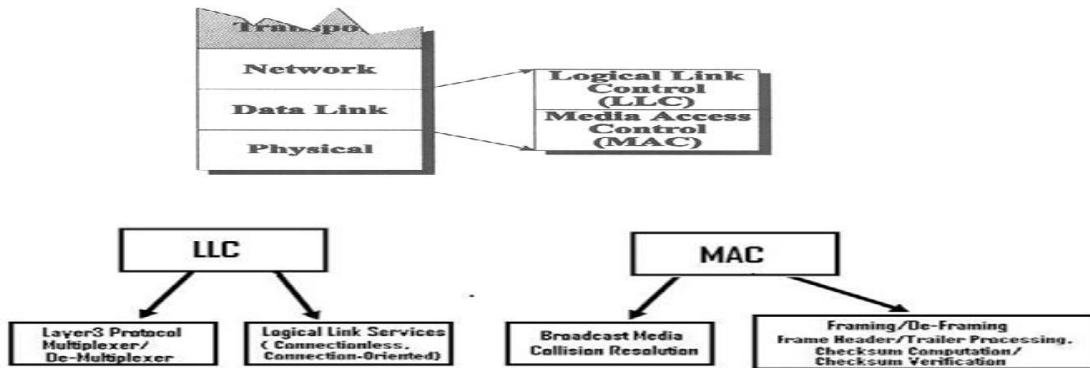 Transpo
Network
Data Link
Physical
Logical Link
Control
(LLC)
Media Access
Control
(MAC)
LLC
MAC
Layer3 Protocol
Multiplexer/
De-Multiplexer
Logical Link Services
( Connectionless,
Connection-Oriented)
Broadcast Media
Collision Resolution
Framing/De-Framing
Frame Header/Trailer Processing,
Checksum Computation/
Checksum Verification